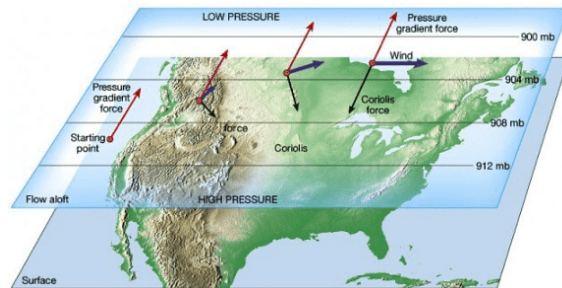 LOW PRESSURE
Pressure
gradient force
900 mb
Wind
904 mb
Pressure
gradient
force
Coriolis
force
908 mb
Starting
point
force
Coriolis
912 mb
Flow aloft
HIGH PRESSURE
Surface